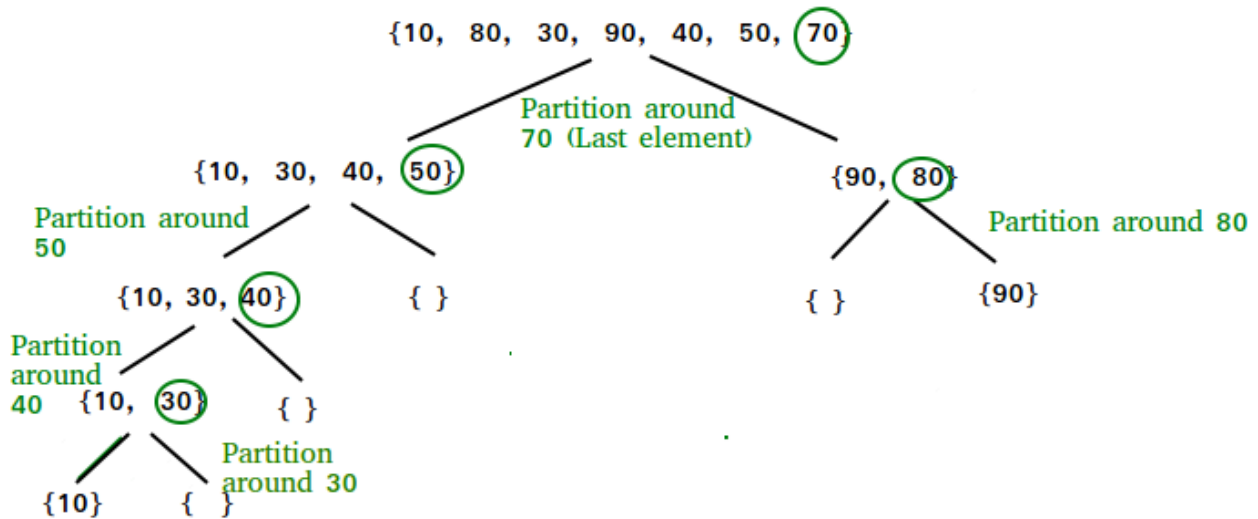 {10, 80, 30, 90, 40, 50, 70}
Partition around
70 (Last element)
{10, 30, 40, 50}
{90, 80}
Partition around
50
Partition around 80
{10, 30, 40}
{ }
{ }
{90}
Partition
around
40
{10, 30}
{ }
Partition
around 30
{10}
{ }